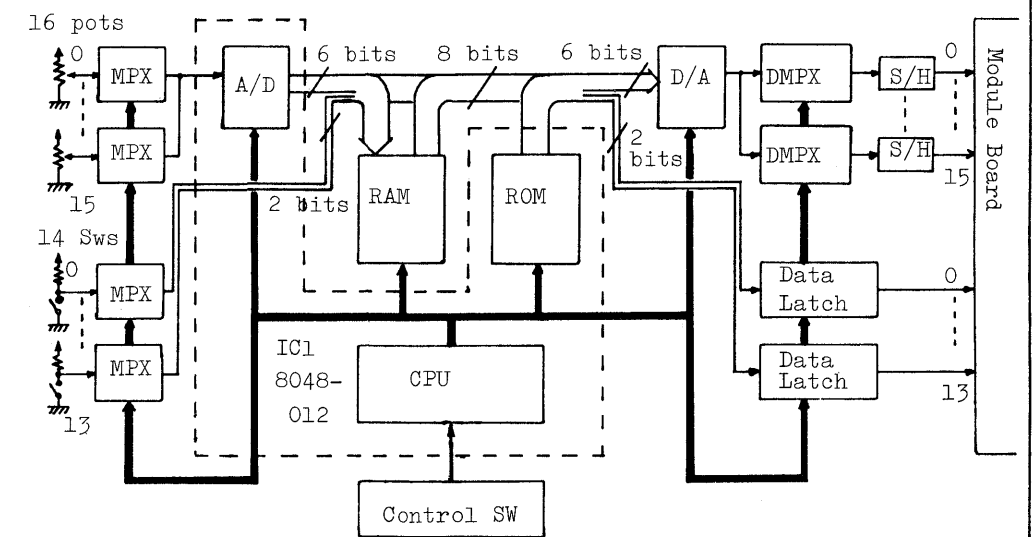 16 pots
0
MPX
MPX
15
14 Sws
0
MPX
MPX
13
A/D
6 bits
8 bits
6 bits
2 bits
RAM
ROM
2
bits
D/A
DMPX
DMPX
S/H
S/H
0
15
Module Board
Data
Latch
0
Data
Latch
13
IC1
8048-
012
CPU
Control SW